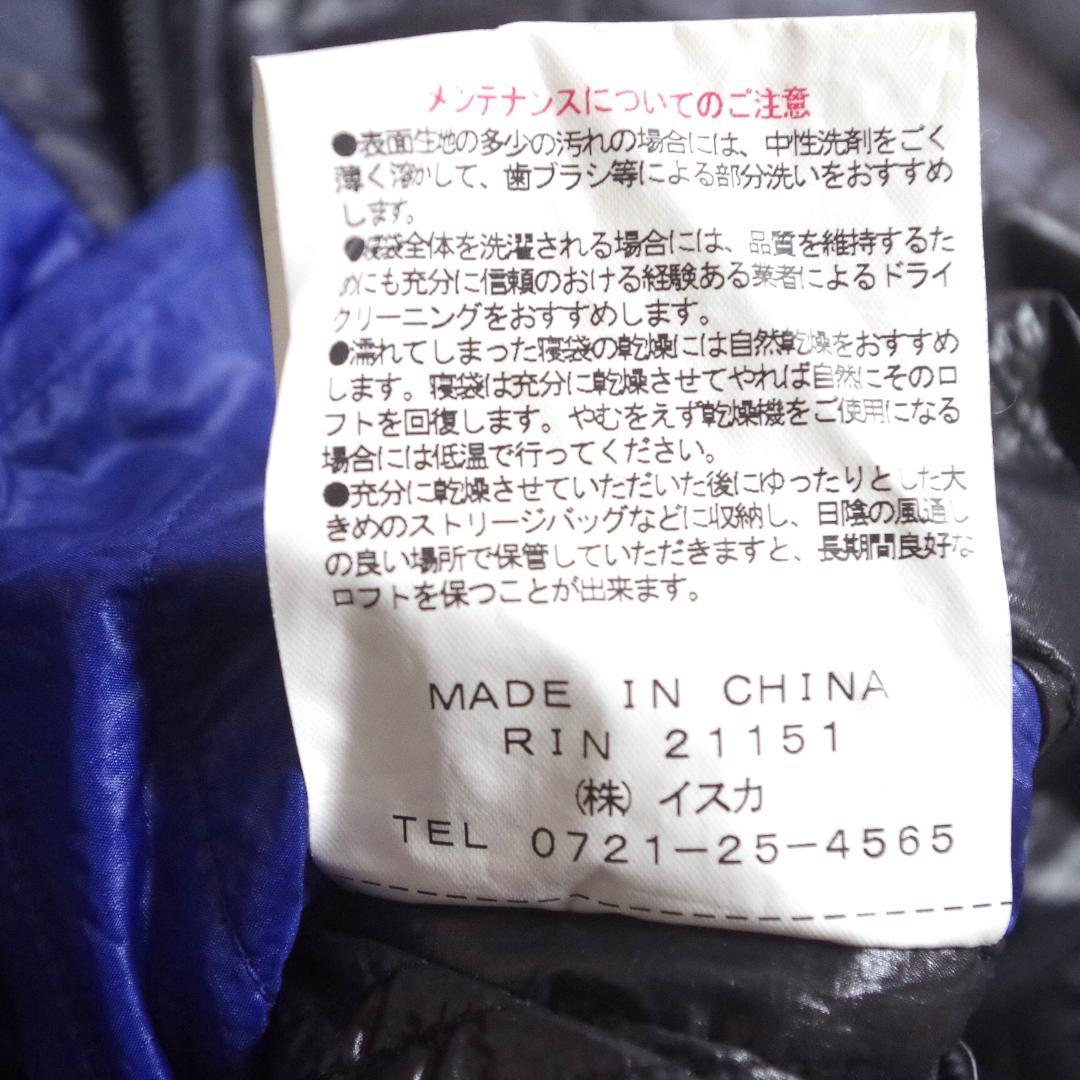 メンテナンスについてのご注意
●表面生地の多少の汚れの場合には、中性洗剤をごく
薄く溶かして、歯ブラシ等による部分洗いをおすすめ
します。
●寝袋全体を洗濯される場合には、品質を維持するた
めにも充分に信頼のおける経験ある業者によるドライ
クリーニングをおすすめします。
●濡れてしまった寝袋の乾燥には自然乾燥をおすすめ
します。寝袋は充分に乾燥させてやれば自然にそのロ
フトを回復します。やむをえず乾燥機をご使用になる
場合には低温で行ってください。
●充分に乾燥させていただいた後にゆったりとした大
きめのストリージバッグなどに収納し、日陰の風通し
の良い場所で保管していただきますと、長期間良好な
ロフトを保つことが出来ます。
MADE IN CHINA
RIN 21151
㈱ イスカ
TEL 0721-25-4565